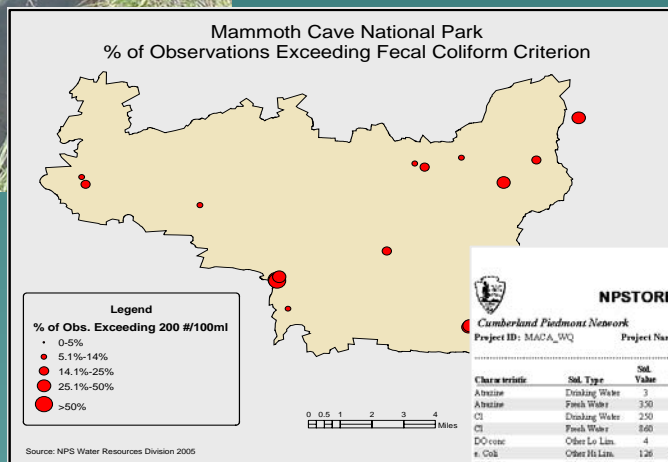 Mammoth Cave National Park
% of Observations Exceeding Fecal Coliform Criterion
Legend
% of Obs. Exceeding 200 #/100ml
0-5%
5.1%-14%
14.1%-25%
25.1%-50%
>50%
0 0.5 1 2 3 4
Miles
Source: NPS Water Resources Division 2005
NPSTORE
Cumberland Piedmont Network
Project ID: MACA_WQ Project Nam
Characteristic Std. Type Std. Value
Atrazine Drinking Water 3
Atrazine Fresh Water 350
Cl Drinking Water 250
Cl Fresh Water 860
DO conc Other Lo Lim. 4
e. Coli Other Hi Lim. 126